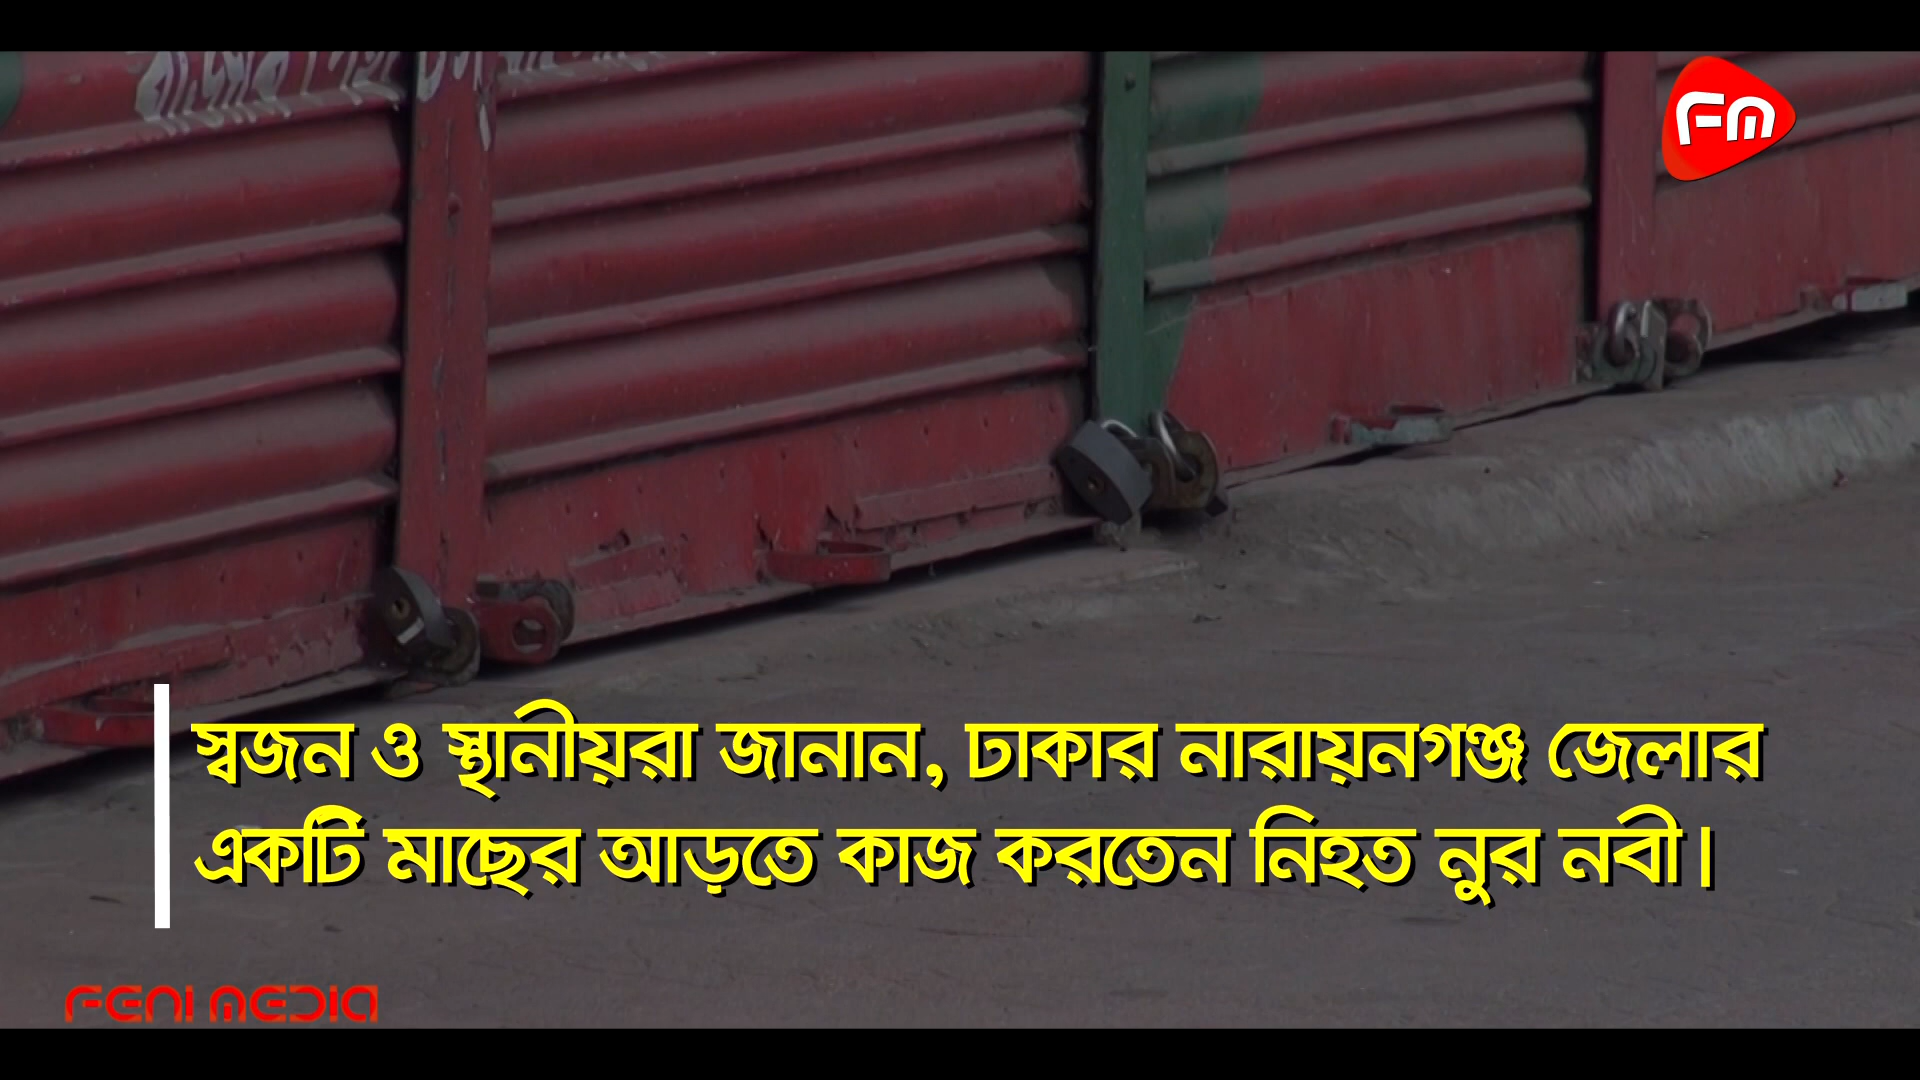 FM
স্বজন ও স্থানীয়রা জানান, ঢাকার নারায়নগঞ্জ জেলার
একটি মাছের আড়তে কাজ করতেন নিহত নুর নবী।
FENI MEDIA